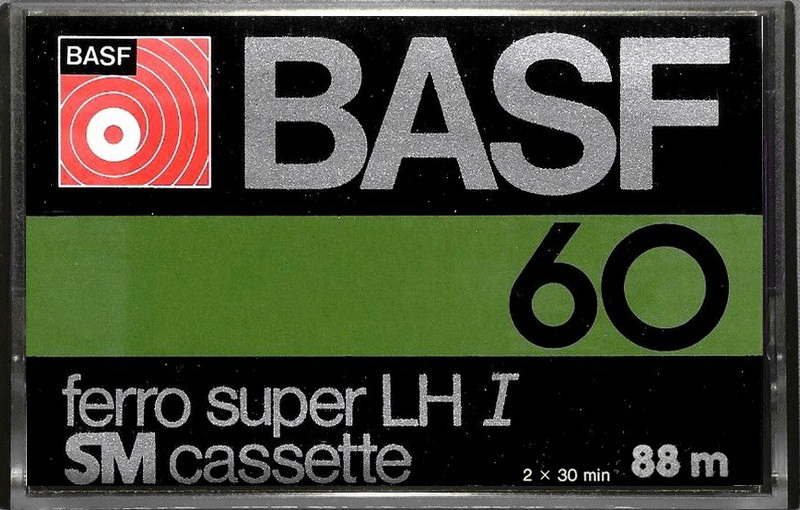 BASF
BASF
60
ferro super LH I
SM cassette
2 × 30 min 88 m